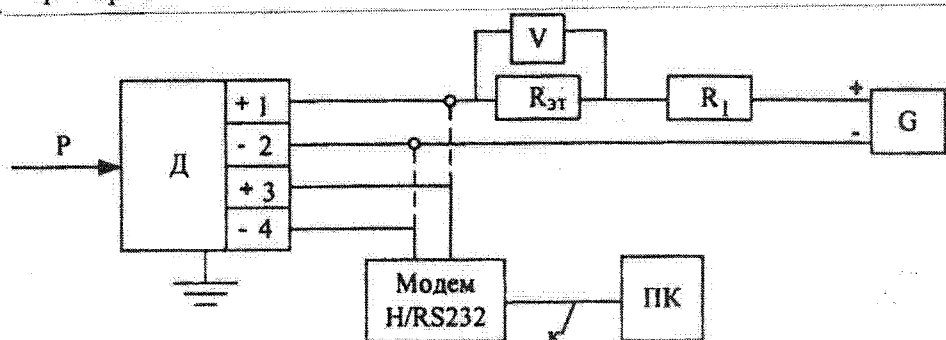 V
+ 1
Rэт
R1
+
G
P
- 2
-
Д
+ 3
- 4
Модем
H/RS232
ПК
К